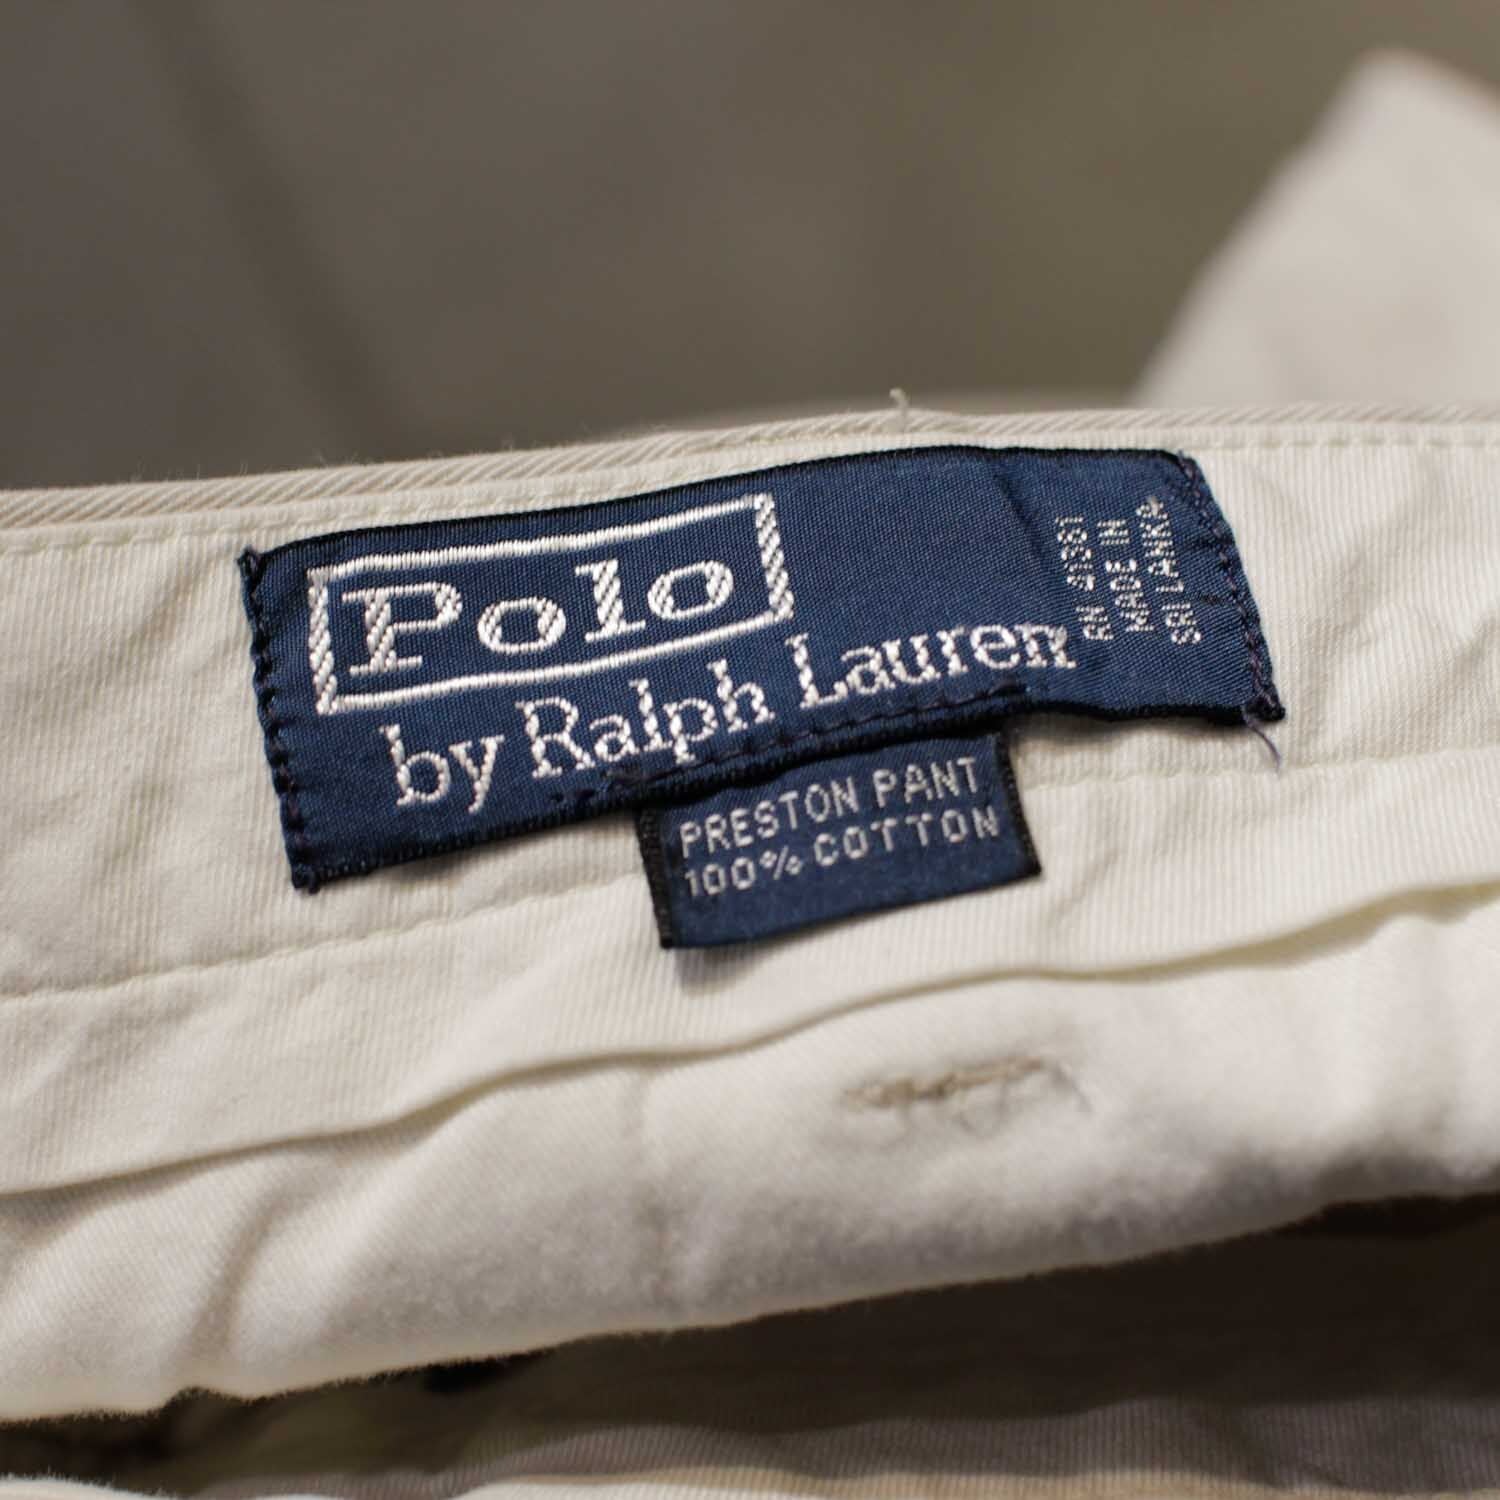 Polo
by Ralph Lauren
RN 41381
MADE IN
SRI LANKA
PRESTON PANT
100% COTTON